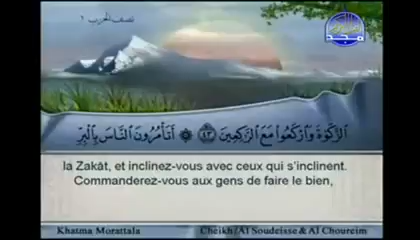 نصف الحزب ١
الزَّكَوٰةَ وَٱرْكَعُوا۟ مَعَ ٱلرَّٰكِعِينَ ٤٣ ۞ أَتَأْمُرُونَ ٱلنَّاسَ بِٱلْبِرِّ
la Zakât, et inclinez-vous avec ceux qui s'inclinent.
Commanderez-vous aux gens de faire le bien,
Khatma Morattala
Cheikh/Al Soudeisse & Al Choureim